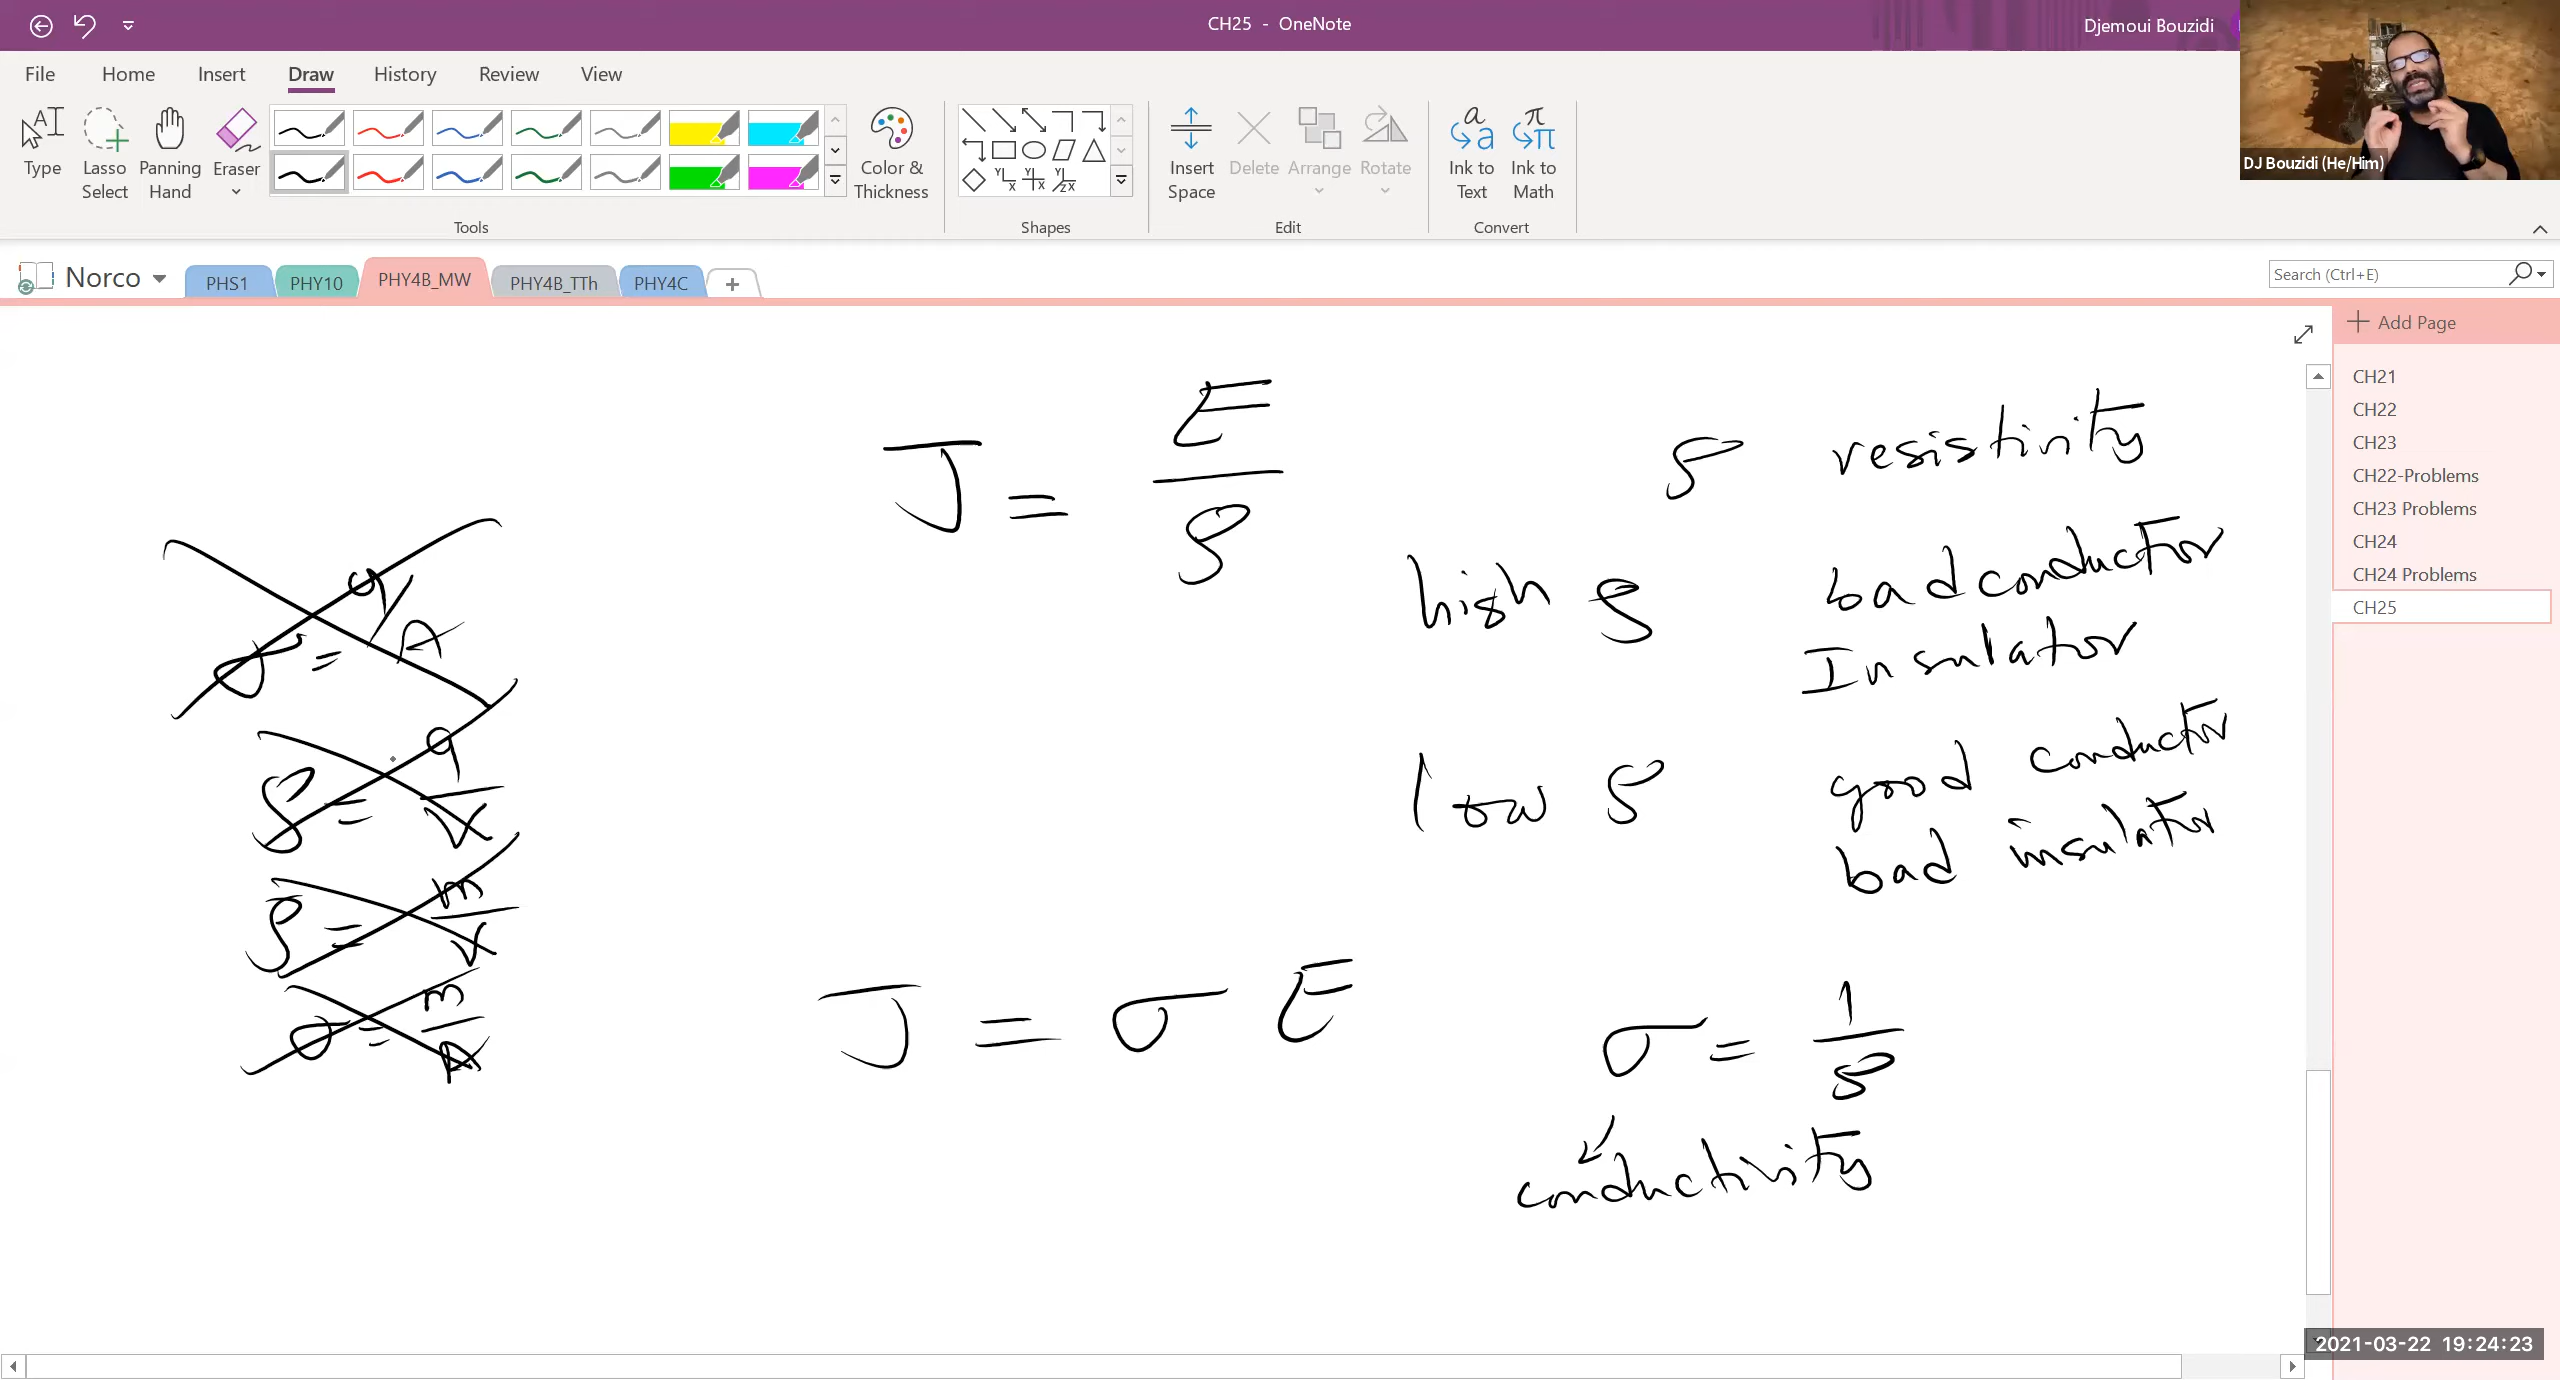 CH25 - OneNote
Djemoui Bouzidi
File Home Insert Draw History Review View
Type
Lasso Select
Panning Hand
Eraser
Color & Thickness
Insert Space
Delete
Arrange
Rotate
Ink to Text
Ink to Math
Tools
Shapes
Edit
Convert
DJ Bouzidi (He/Him)
Norco
PHS1 PHY10 PHY4B_MW PHY4B_TTh PHY4C +
Search (Ctrl+E)
Add Page
CH21
CH22
CH23
CH22-Problems
CH23 Problems
CH24
CH24 Problems
CH25
σ = q/A
ρ = q/V
ρ = m/V
σ = m/A
J = E/ρ
ρ resistivity
high ρ bad conductor
Insulator
low ρ good conductor
bad insulator
J = σ E
σ = 1/ρ
conductivity
2021-03-22 19:24:23